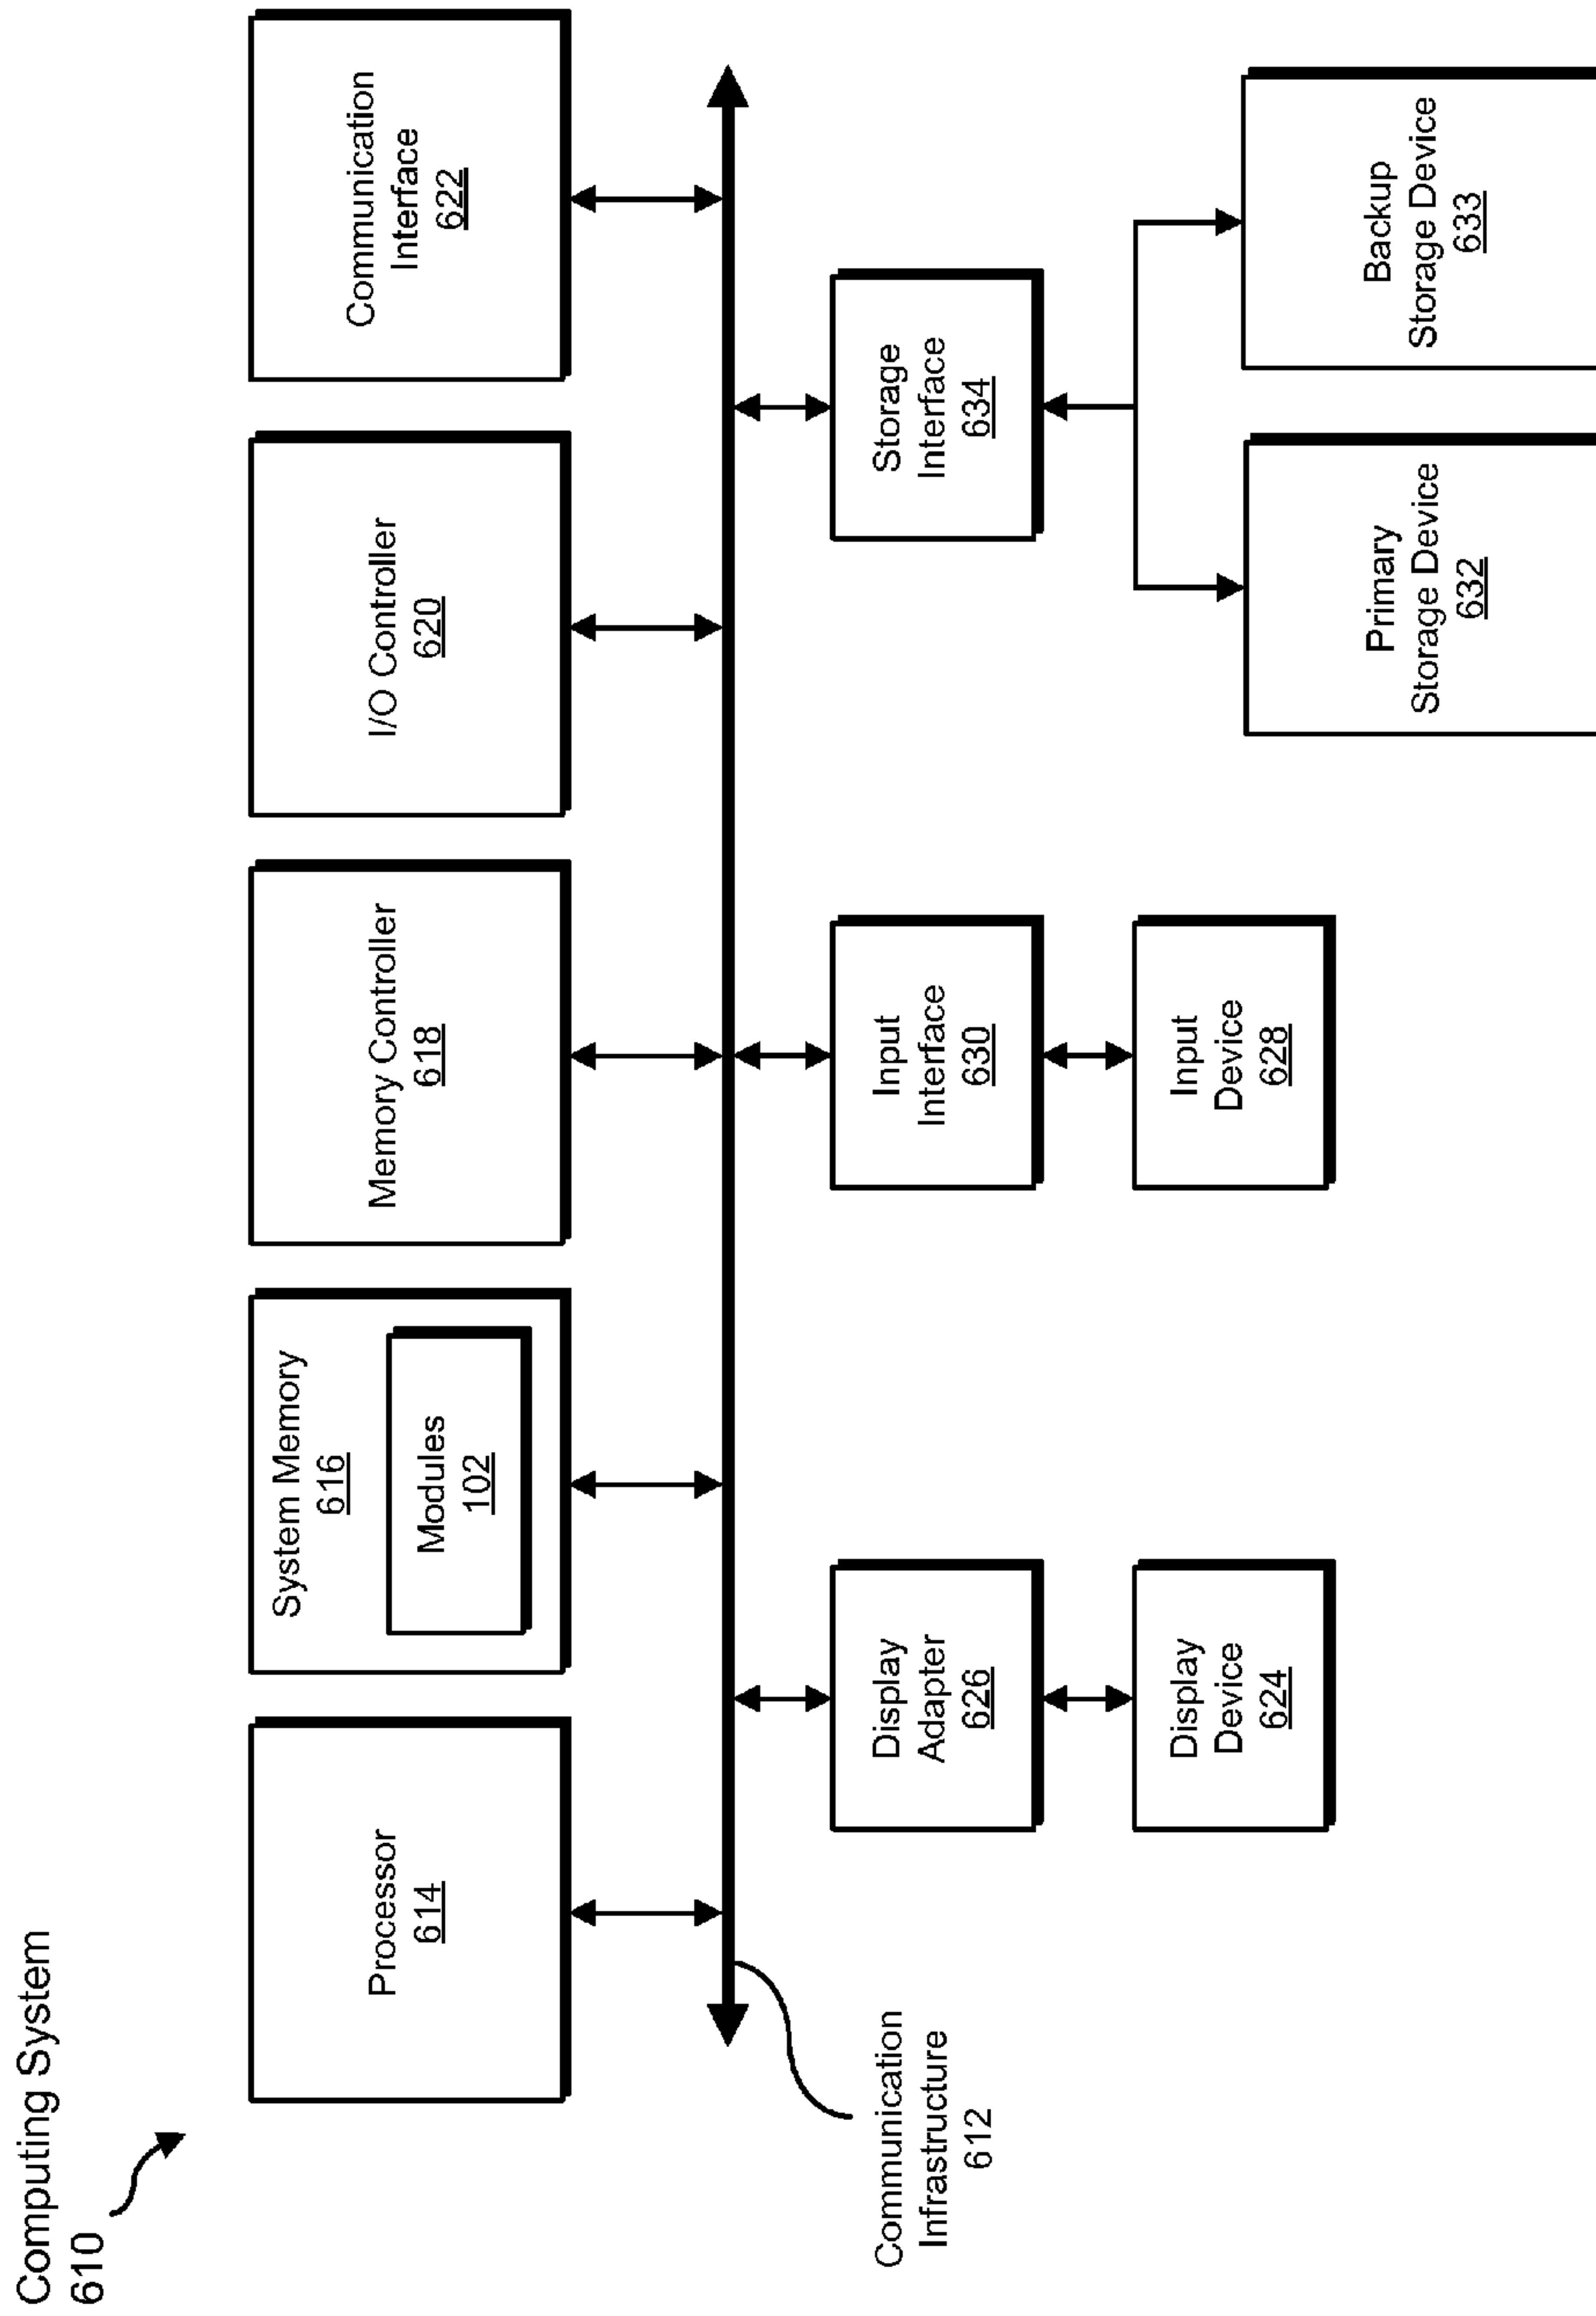 Computing System
610
Processor
614
System Memory
616
Modules
102
Memory Controller
618
I/O Controller
620
Communication
Interface
622
Communication
Infrastructure
612
Display
Adapter
626
Input
Interface
630
Storage
Interface
634
Display
Device
624
Input
Device
628
Primary
Storage Device
632
Backup
Storage Device
633